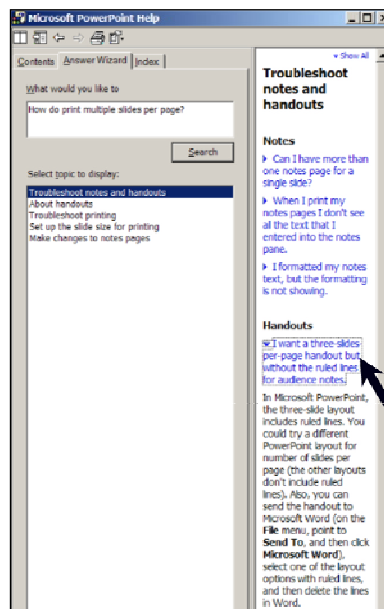 Microsoft PowerPoint Help
Contents Answer Wizard Index
What would you like to
How do print multiple slides per page?
Search
Select topic to display:
Troubleshoot notes and handouts
About handouts
Troubleshoot printing
Set up the slide size for printing
Make changes to notes pages
Show All
Troubleshoot
notes and
handouts
Notes
Can I have more than
one notes page for a
single slide?
When I print my
notes pages I don't see
all the text that I
entered into the notes
pane.
I formatted my notes
text, but the formatting
is not showing.
Handouts
I want a three-slides-
per-page handout but
without the ruled lines
for audience notes.
In Microsoft PowerPoint,
the three-slide layout
includes ruled lines. You
could try a different
PowerPoint layout for
number of slides per
page (the other layouts
don't include ruled
lines). Also, you can
send the handout to
Microsoft Word (on the
File menu, point to
Send To, and then click
Microsoft Word),
select one of the layout
options with ruled lines,
and then delete the lines
in Word.